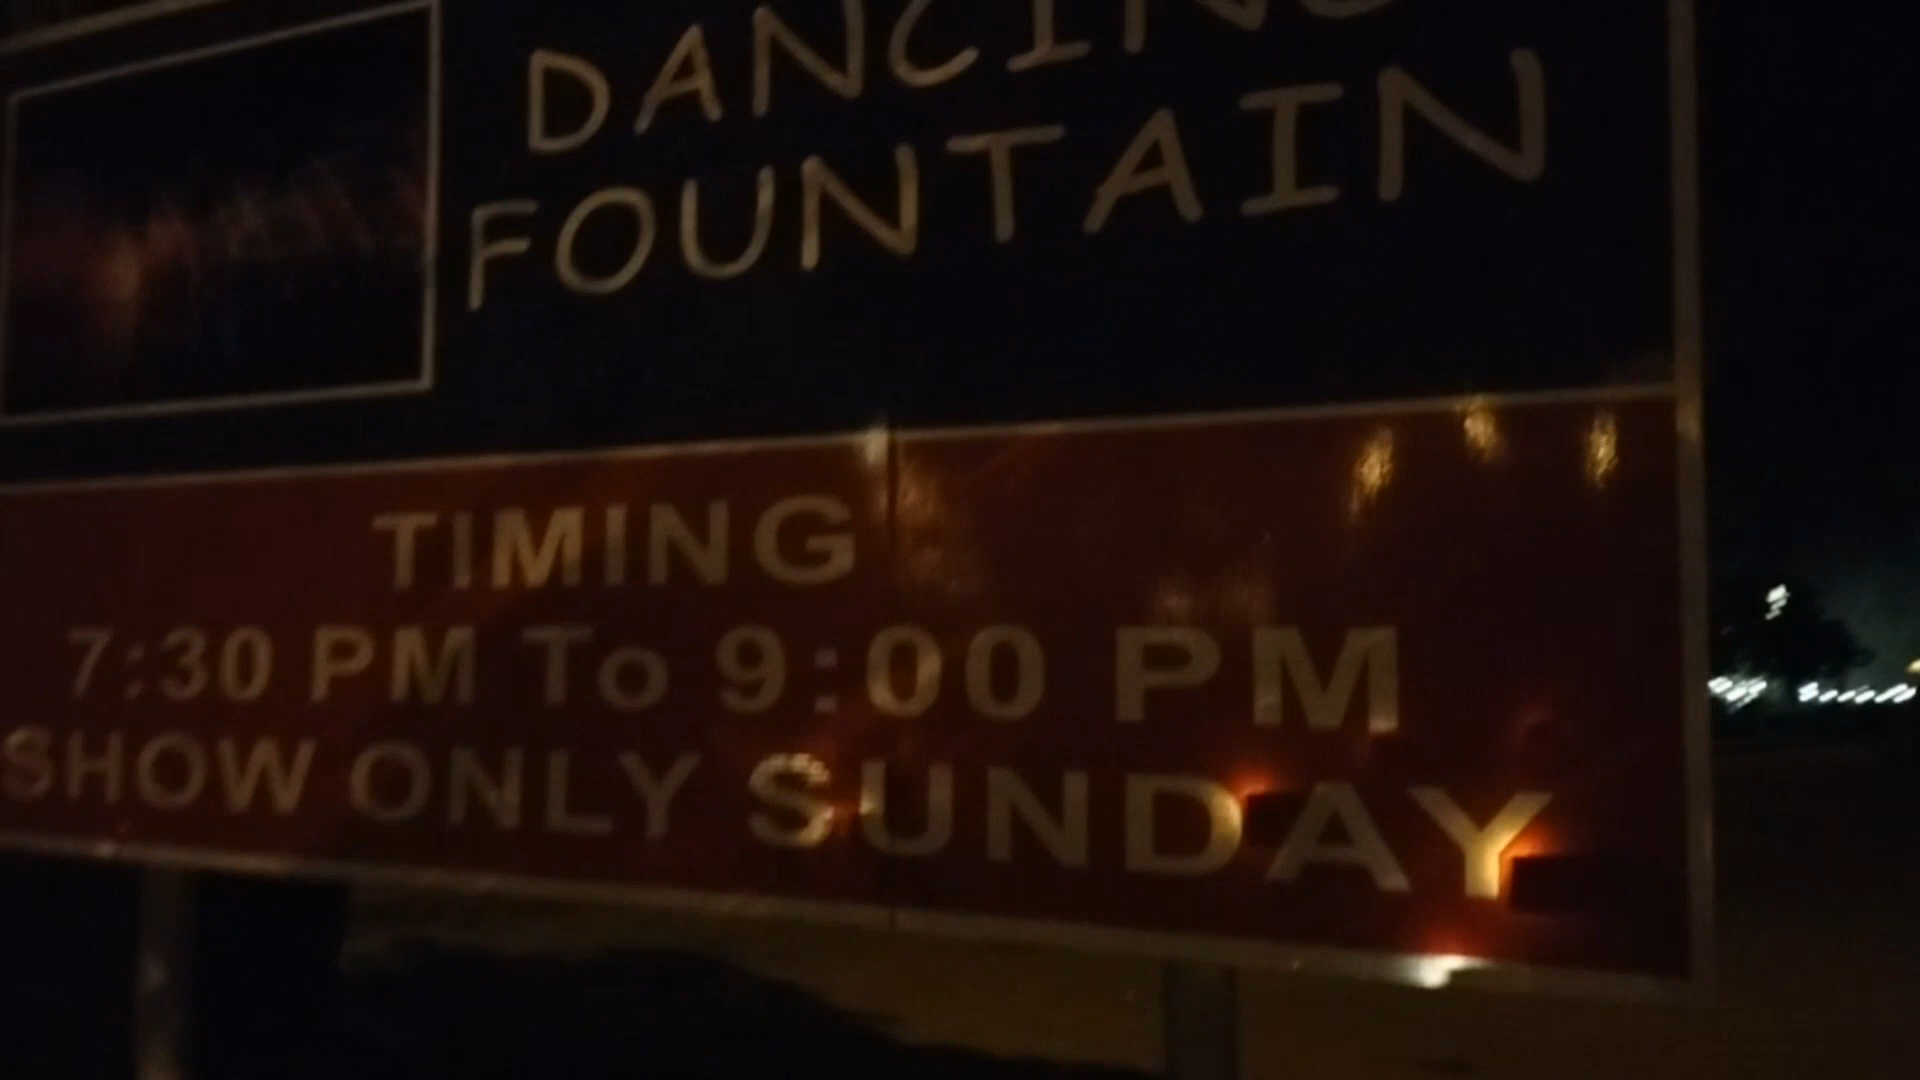 DANCING
FOUNTAIN
TIMING
7:30 PM To 9:00 PM
SHOW ONLY SUNDAY